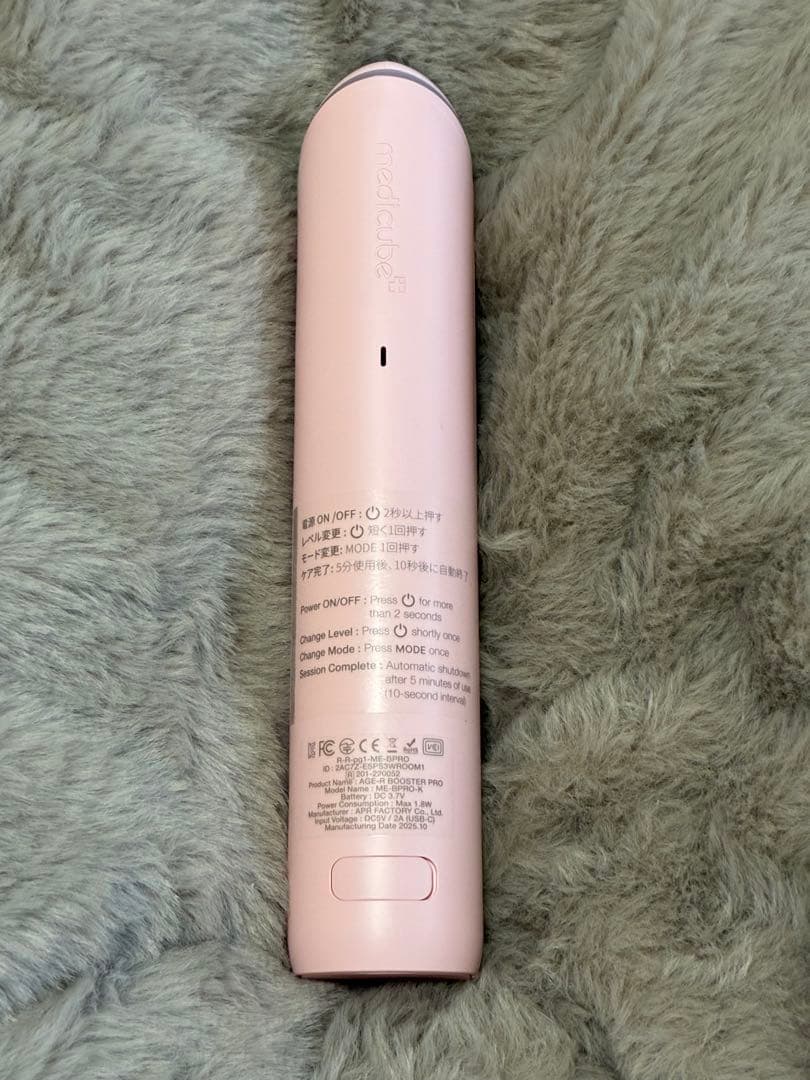 medicube
電源 ON /OFF : 2秒以上押す
レベル変更 : 短く1回押す
モード変更: MODE 1回押す
ケア完了: 5分使用後、10秒後に自動終了
Power ON/OFF : Press for more
than 2 seconds
Change Level : Press shortly once
Change Mode : Press MODE once
Session Complete : Automatic shutdown
after 5 minutes of use
(10-second interval)
FC CE RoHS VCI
R-R-pg1-ME-BPRO
ID : 2AC7Z-ESPS3WROOM1
R 201-220052
Product Name : AGE-R BOOSTER PRO
Model Name : ME-BPRO-K
Battery : DC 3.7V
Power Consumption : Max 1.8W
Manufacturer : APR FACTORY Co., Ltd.
Input Voltage : DC5V / 2A (USB-C)
Manufacturing Date 2025.10